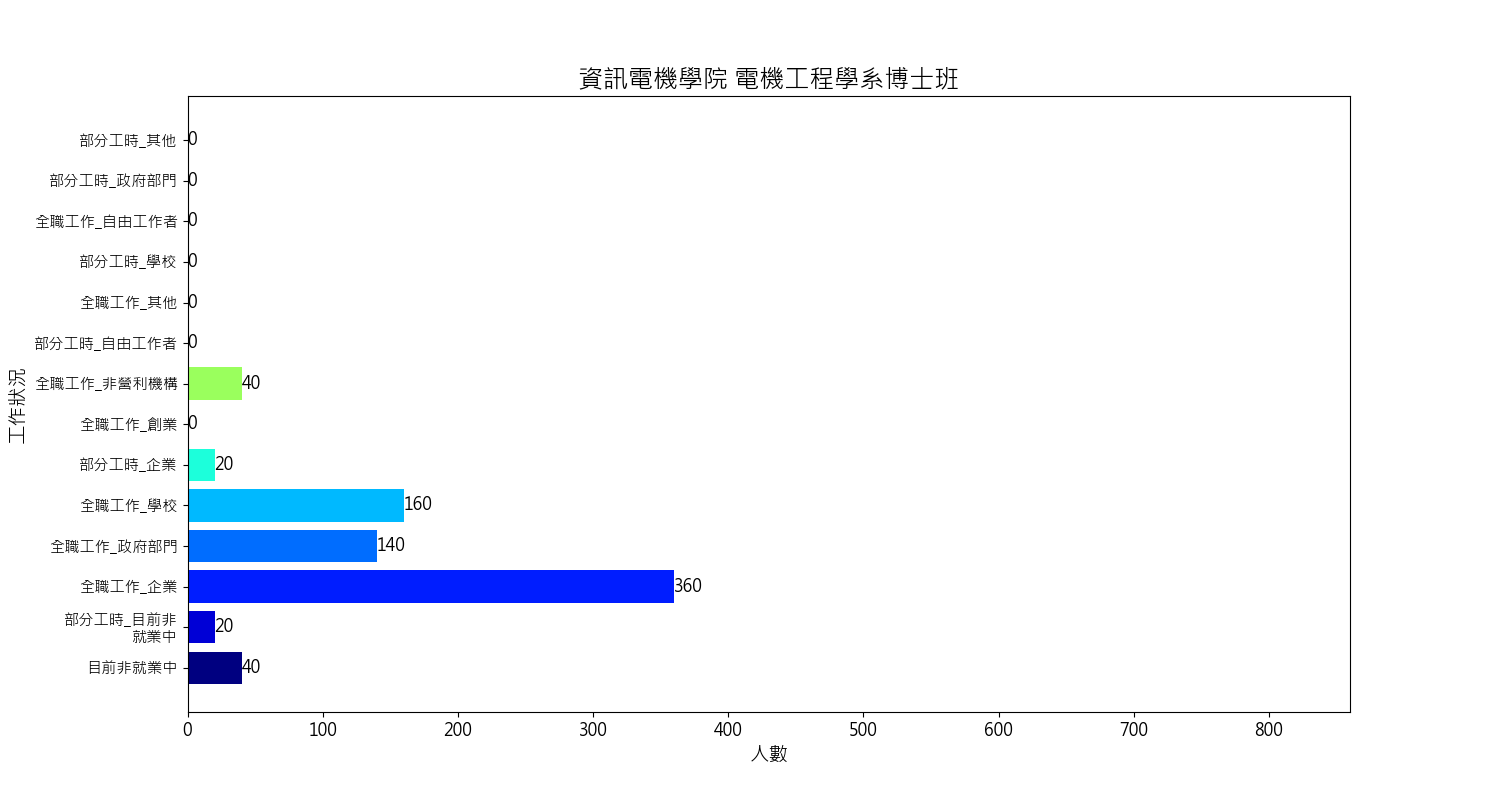 資訊電機學院 電機工程學系博士班
部分工時_其他 0
部分工時_政府部門 0
全職工作_自由工作者 0
部分工時_學校 0
全職工作_其他 0
部分工時_自由工作者 0
全職工作_非營利機構 40
全職工作_創業 0
部分工時_企業 20
全職工作_學校 160
全職工作_政府部門 140
全職工作_企業 360
部分工時_目前非
就業中 20
目前非就業中 40
工作狀況
0 100 200 300 400 500 600 700 800
人數